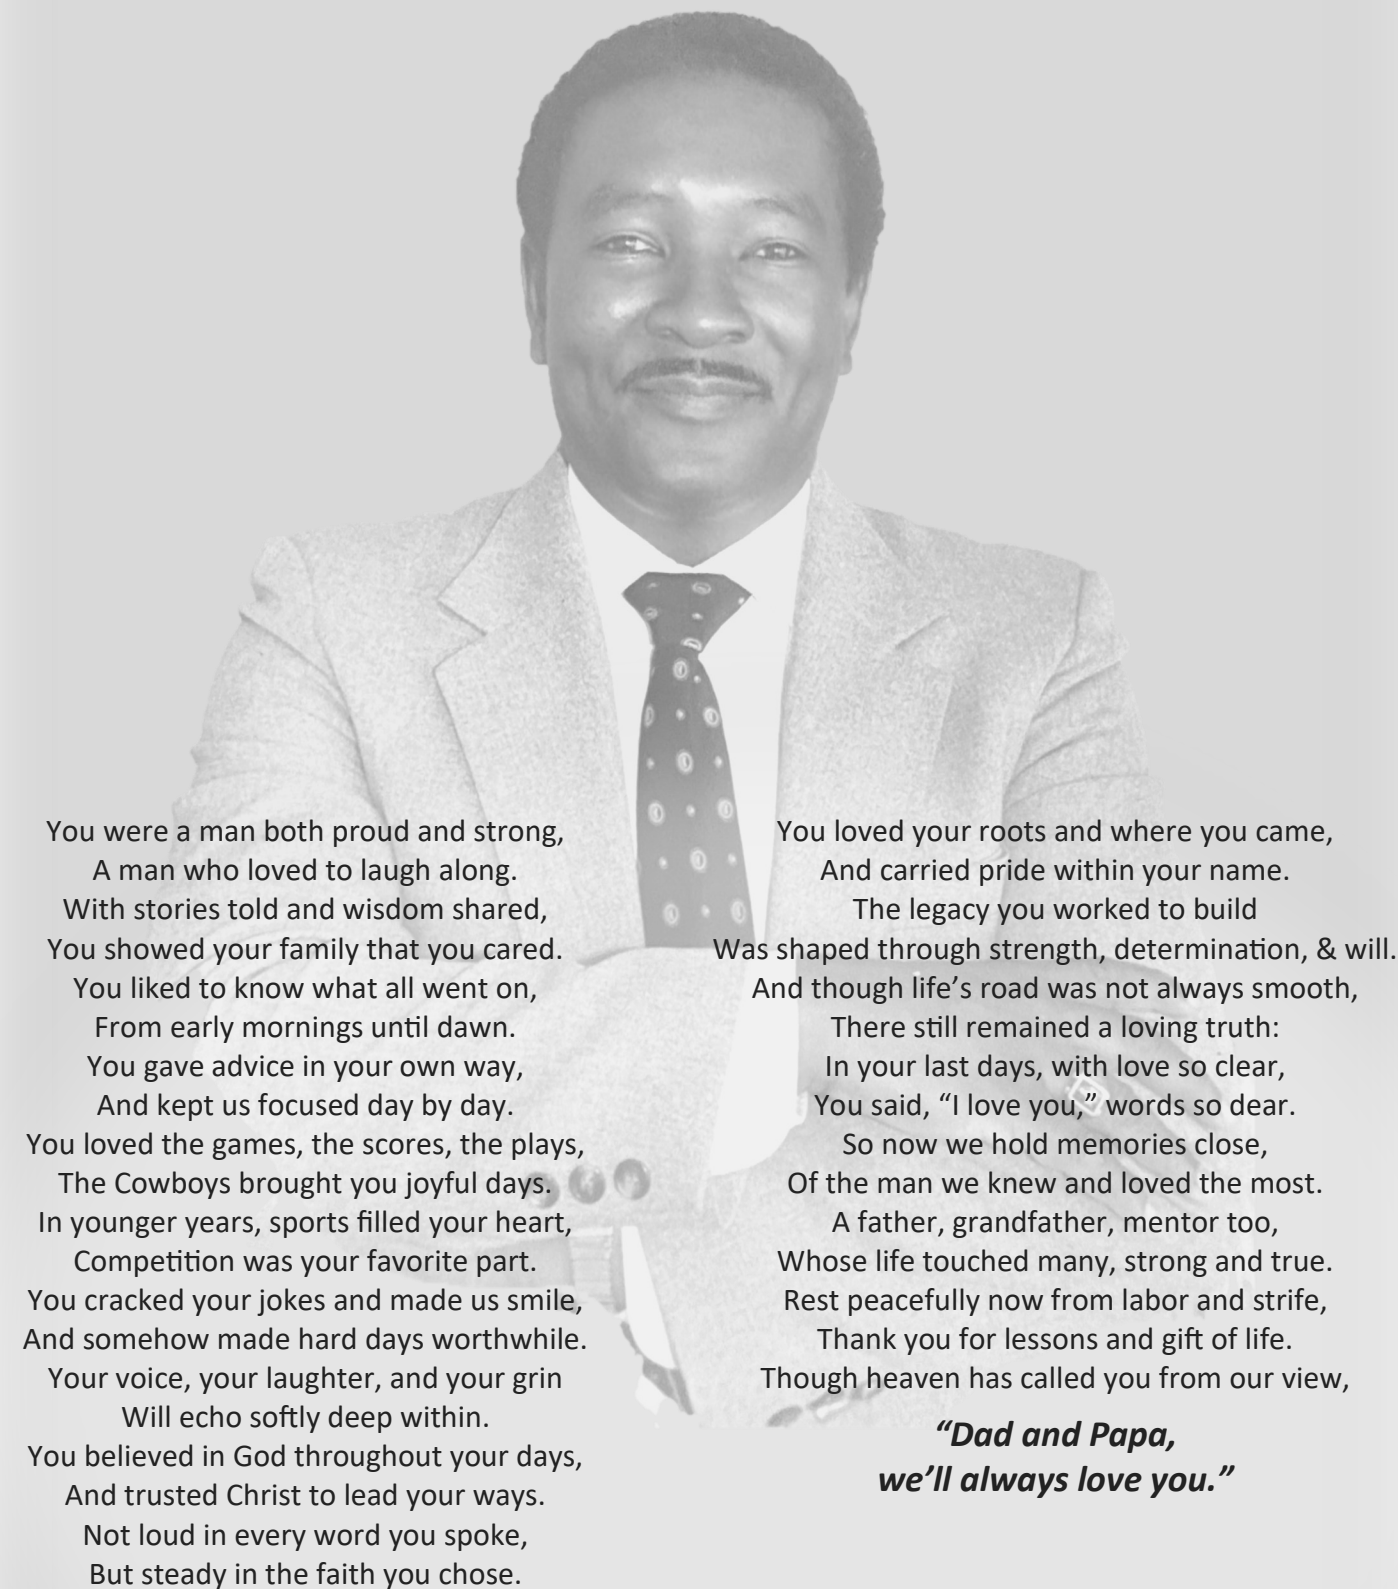 You were a man both proud and strong,
A man who loved to laugh along.
With stories told and wisdom shared,
You showed your family that you cared.
You liked to know what all went on,
From early mornings until dawn.
You gave advice in your own way,
And kept us focused day by day.
You loved the games, the scores, the plays,
The Cowboys brought you joyful days.
In younger years, sports filled your heart,
Competition was your favorite part.
You cracked your jokes and made us smile,
And somehow made hard days worthwhile.
Your voice, your laughter, and your grin
Will echo softly deep within.
You believed in God throughout your days,
And trusted Christ to lead your ways.
Not loud in every word you spoke,
But steady in the faith you chose.
You loved your roots and where you came,
And carried pride within your name.
The legacy you worked to build
Was shaped through strength, determination, & will.
And though life’s road was not always smooth,
There still remained a loving truth:
In your last days, with love so clear,
You said, “I love you,” words so dear.
So now we hold memories close,
Of the man we knew and loved the most.
A father, grandfather, mentor too,
Whose life touched many, strong and true.
Rest peacefully now from labor and strife,
Thank you for lessons and gift of life.
Though heaven has called you from our view,
“Dad and Papa,
we’ll always love you.”